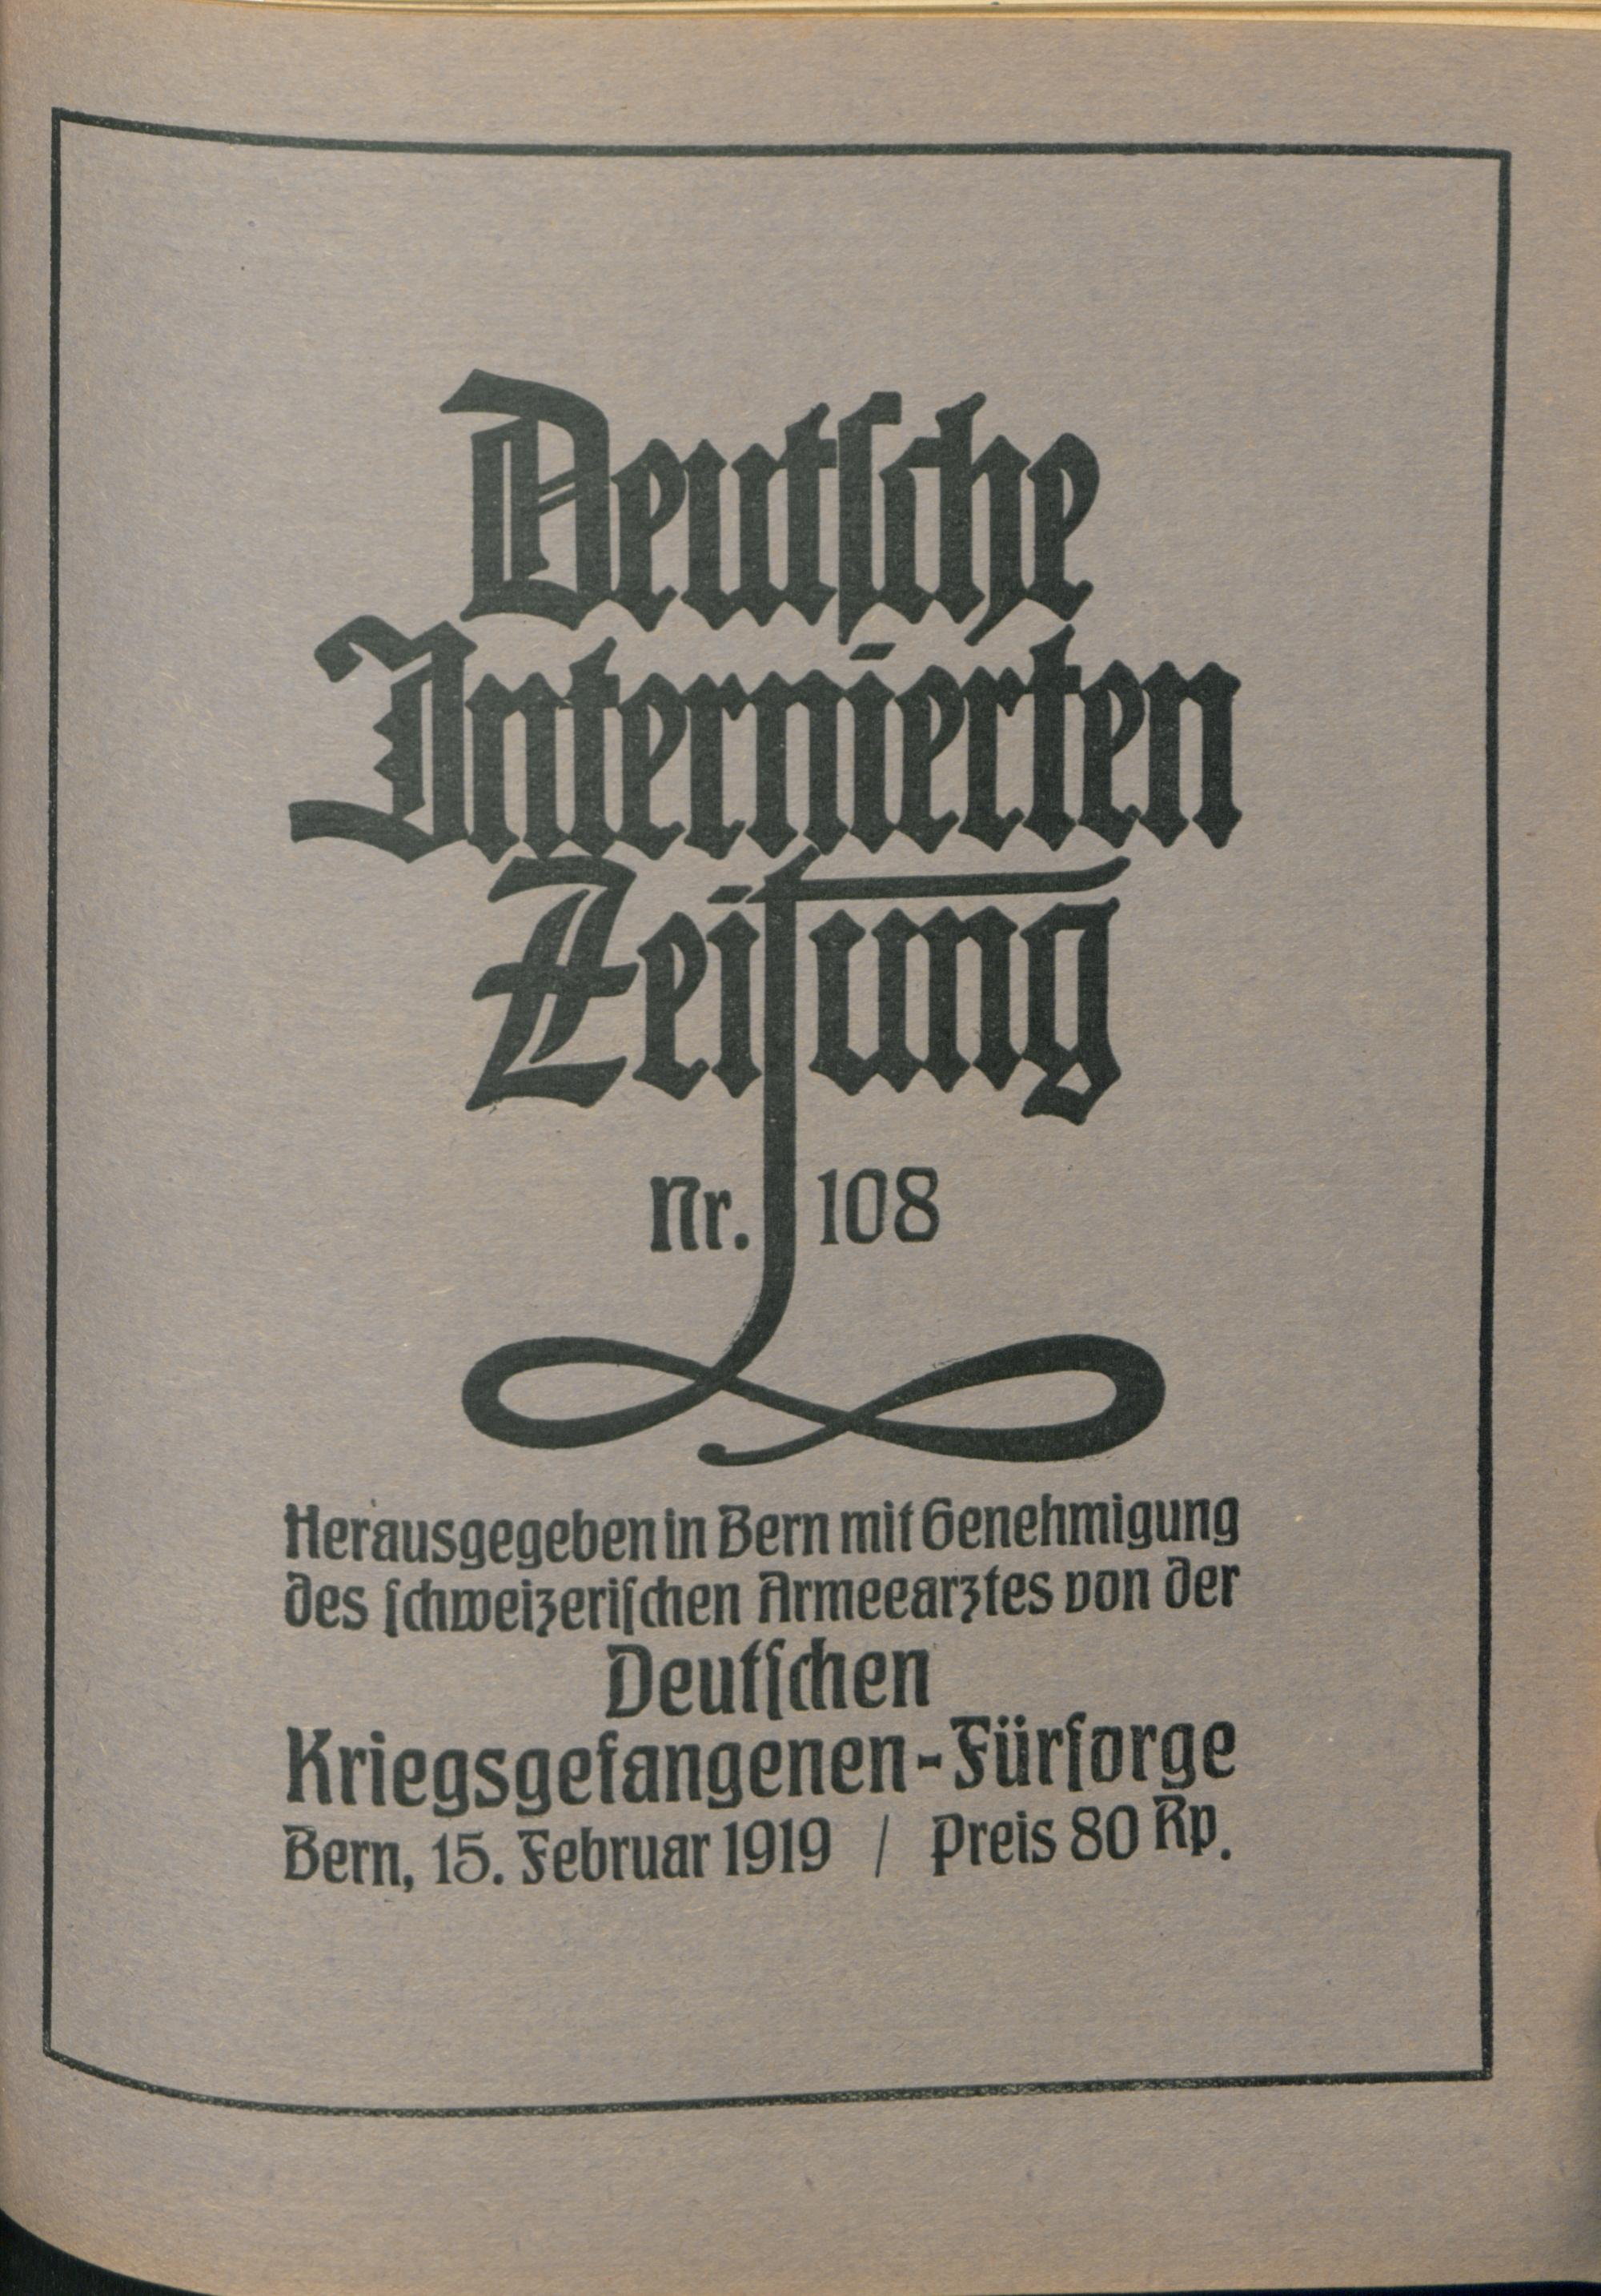 Deutſche
Internierten
Zeitung
Nr. 108
Herausgegeben in Bern mit Genehmigung
des ſchweizeriſchen Armeearztes von der
Deutſchen
Kriegsgefangenen-Fürſorge
Bern, 15. Februar 1919 / Preis 80 Rp.